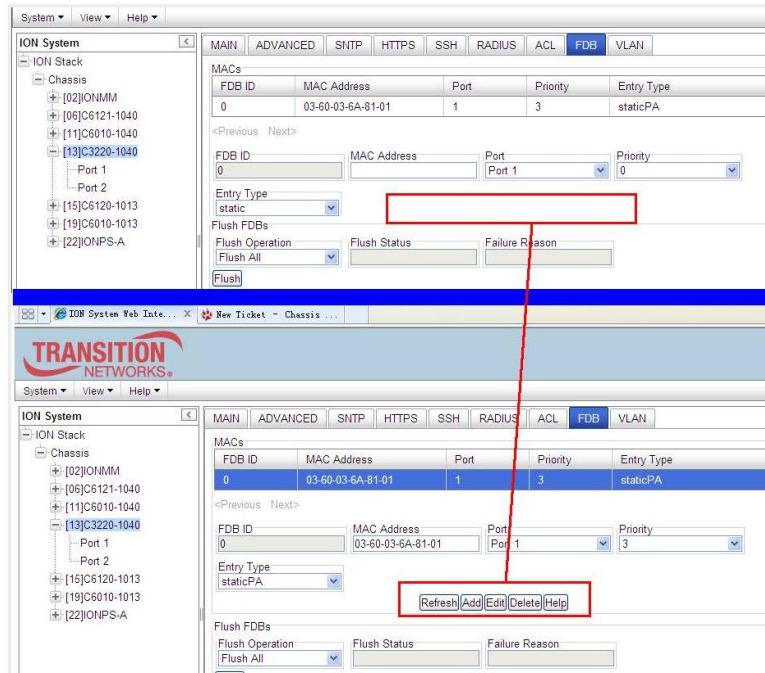 System View Help
ION System
MAIN ADVANCED SNTP HTTPS SSH RADIUS ACL FDB VLAN
ION Stack
Chassis
[02]IONMM
[06]C6121-1040
[11]C6010-1040
[13]C3220-1040
Port 1
Port 2
[15]C6120-1013
[19]C6010-1013
[22]IONPS-A
MACs
FDB ID MAC Address Port Priority Entry Type
0 03-60-03-6A-81-01 1 3 staticPA
<Previous Next>
FDB ID MAC Address Port Priority
0 Port 1 0
Entry Type
static
Flush FDBs
Flush Operation Flush Status Failure Reason
Flush All
Flush
ION System Web Inte... X New Ticket - Chassis ...
TRANSITION
NETWORKS®
System View Help
ION System
MAIN ADVANCED SNTP HTTPS SSH RADIUS ACL FDB VLAN
ION Stack
Chassis
[02]IONMM
[06]C6121-1040
[11]C6010-1040
[13]C3220-1040
Port 1
Port 2
[15]C6120-1013
[19]C6010-1013
[22]IONPS-A
MACs
FDB ID MAC Address Port Priority Entry Type
0 03-60-03-6A-81-01 1 3 staticPA
<Previous Next>
FDB ID MAC Address Port Priority
0 03-60-03-6A-81-01 Port 1 3
Entry Type
staticPA
Refresh Add Edit Delete Help
Flush FDBs
Flush Operation Flush Status Failure Reason
Flush All